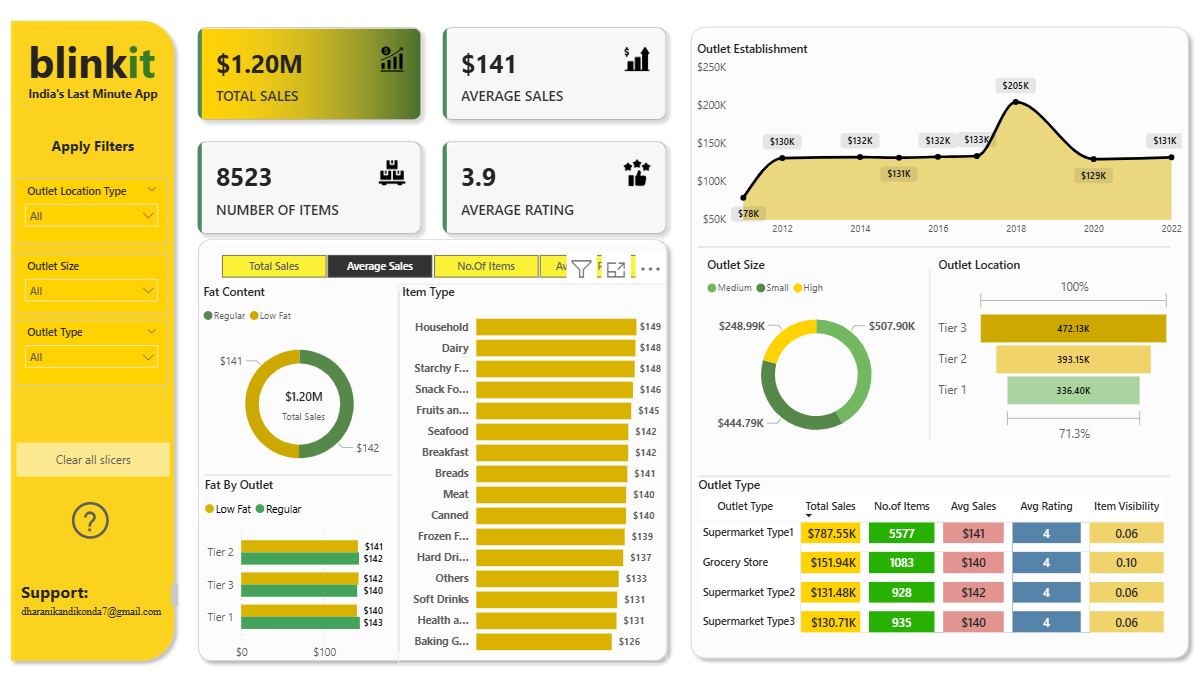 blinkit
India's Last Minute App
Apply Filters
Outlet Location Type
All
Outlet Size
All
Outlet Type
All
Clear all slicers
?
Support:
dharanikandikonda7@gmail.com
$1.20M
TOTAL SALES
$141
AVERAGE SALES
8523
NUMBER OF ITEMS
3.9
AVERAGE RATING
Total Sales
Average Sales
No.Of Items
Fat Content
Regular
Low Fat
$141
$1.20M
Total Sales
$142
Fat By Outlet
Low Fat
Regular
Tier 2
$141
$142
Tier 3
$142
$140
Tier 1
$140
$143
$0
$100
Item Type
Household $149
Dairy $148
Starchy F... $148
Snack Fo... $146
Fruits an... $145
Seafood $142
Breakfast $142
Breads $141
Meat $140
Canned $140
Frozen F... $139
Hard Dri... $137
Others $133
Soft Drinks $131
Health a... $131
Baking G... $126
Outlet Establishment
$250K
$200K
$150K
$100K
$50K
$78K
$130K
$132K
$131K
$132K
$133K
$205K
$129K
$131K
2012 2014 2016 2018 2020 2022
Outlet Size
Medium Small High
$248.99K
$507.90K
$444.79K
Outlet Location
100%
Tier 3 472.13K
Tier 2 393.15K
Tier 1 336.40K
71.3%
Outlet Type
Outlet Type Total Sales No.of Items Avg Sales Avg Rating Item Visibility
Supermarket Type1 $787.55K 5577 $141 4 0.06
Grocery Store $151.94K 1083 $140 4 0.10
Supermarket Type2 $131.48K 928 $142 4 0.06
Supermarket Type3 $130.71K 935 $140 4 0.06